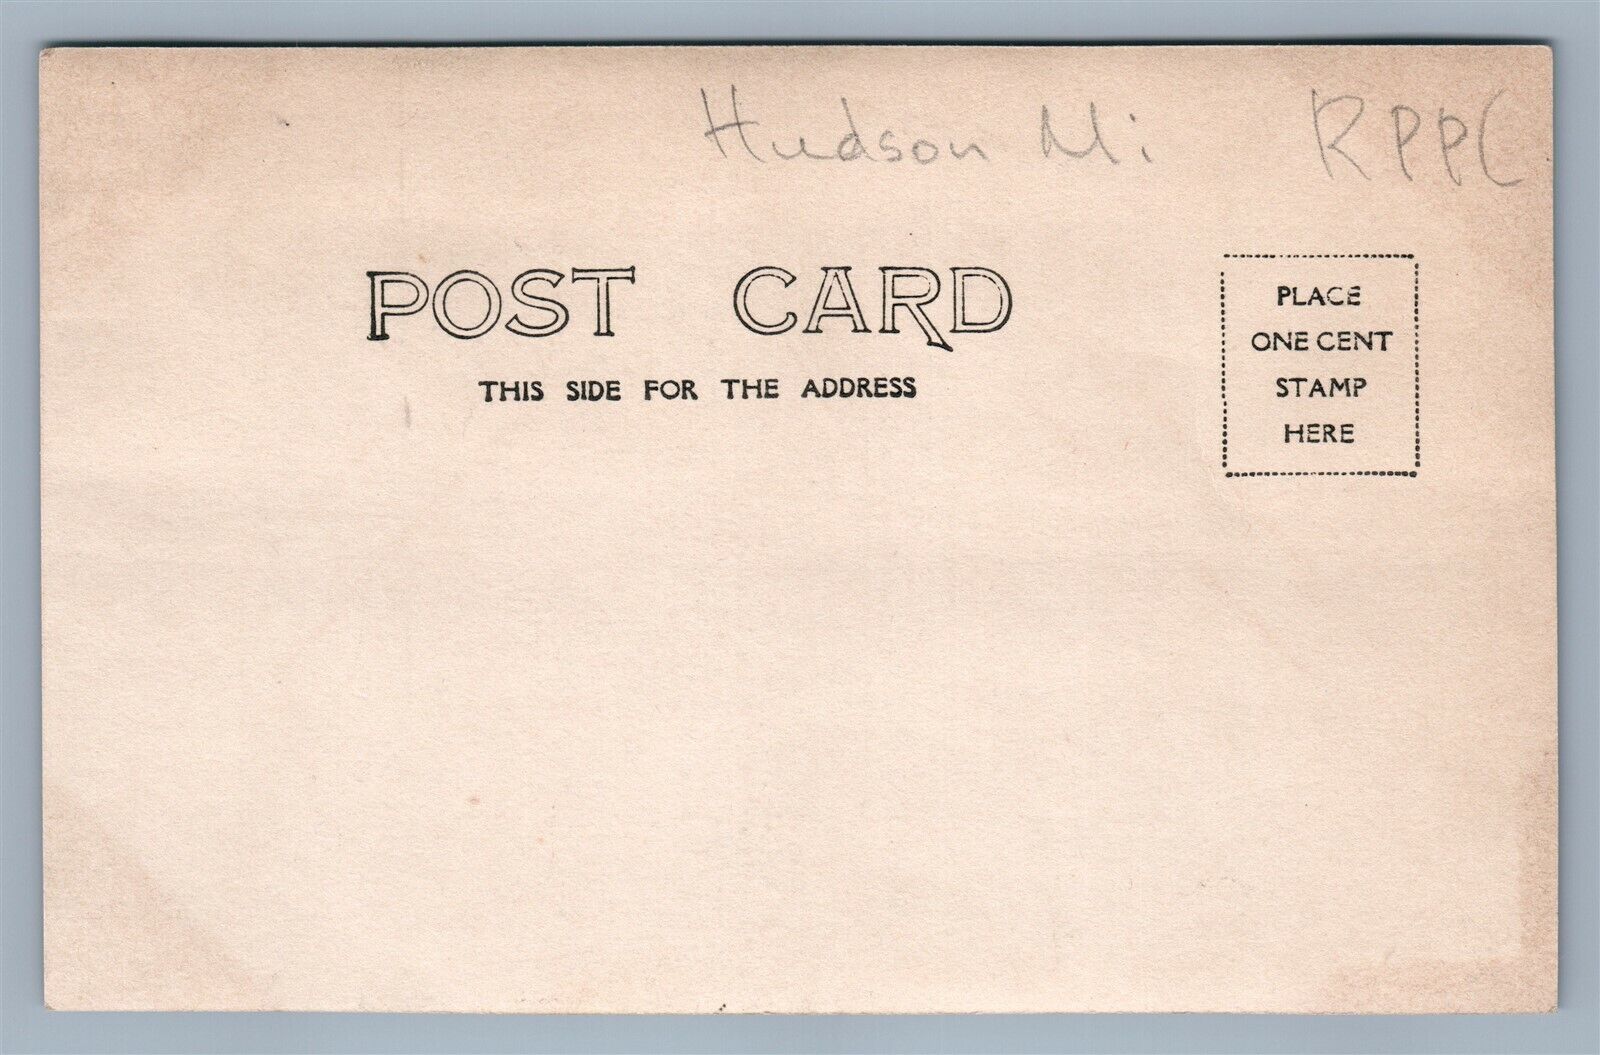 Hudson Mi RPPC
POST CARD
THIS SIDE FOR THE ADDRESS
PLACE
ONE CENT
STAMP
HERE